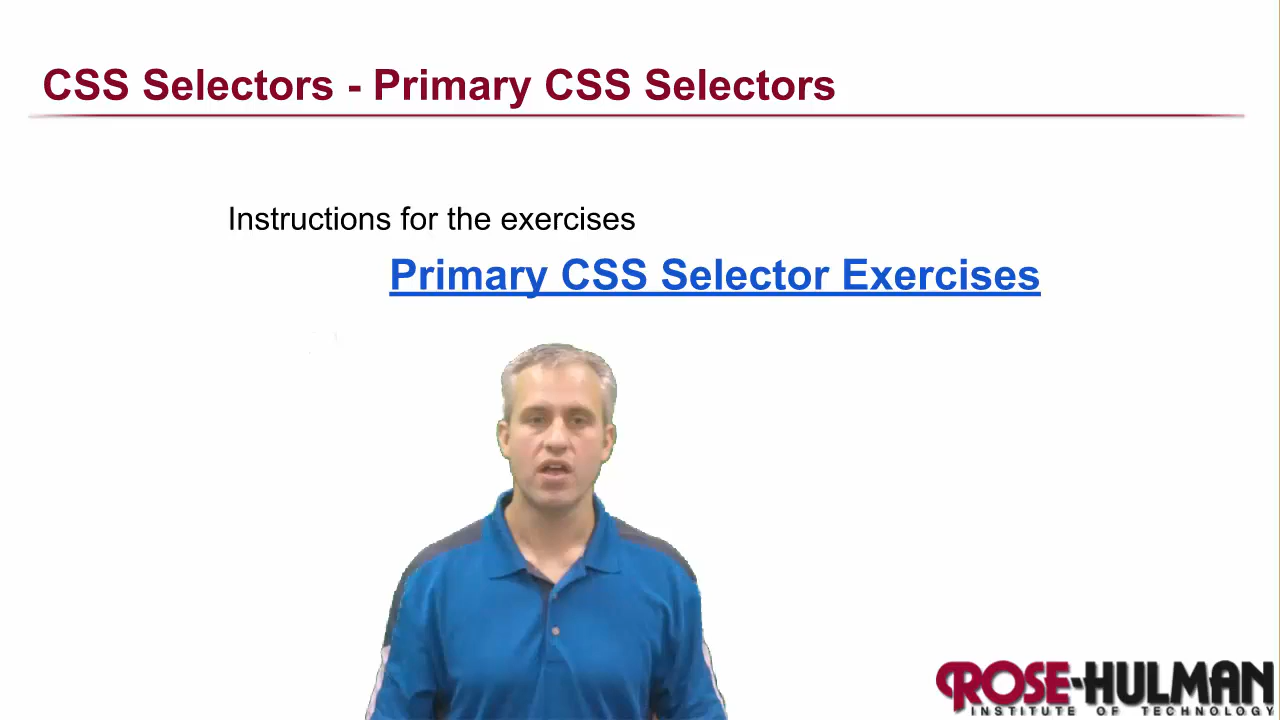 CSS Selectors - Primary CSS Selectors
Instructions for the exercises
Primary CSS Selector Exercises
ROSE-HULMAN
INSTITUTE OF TECHNOLOGY